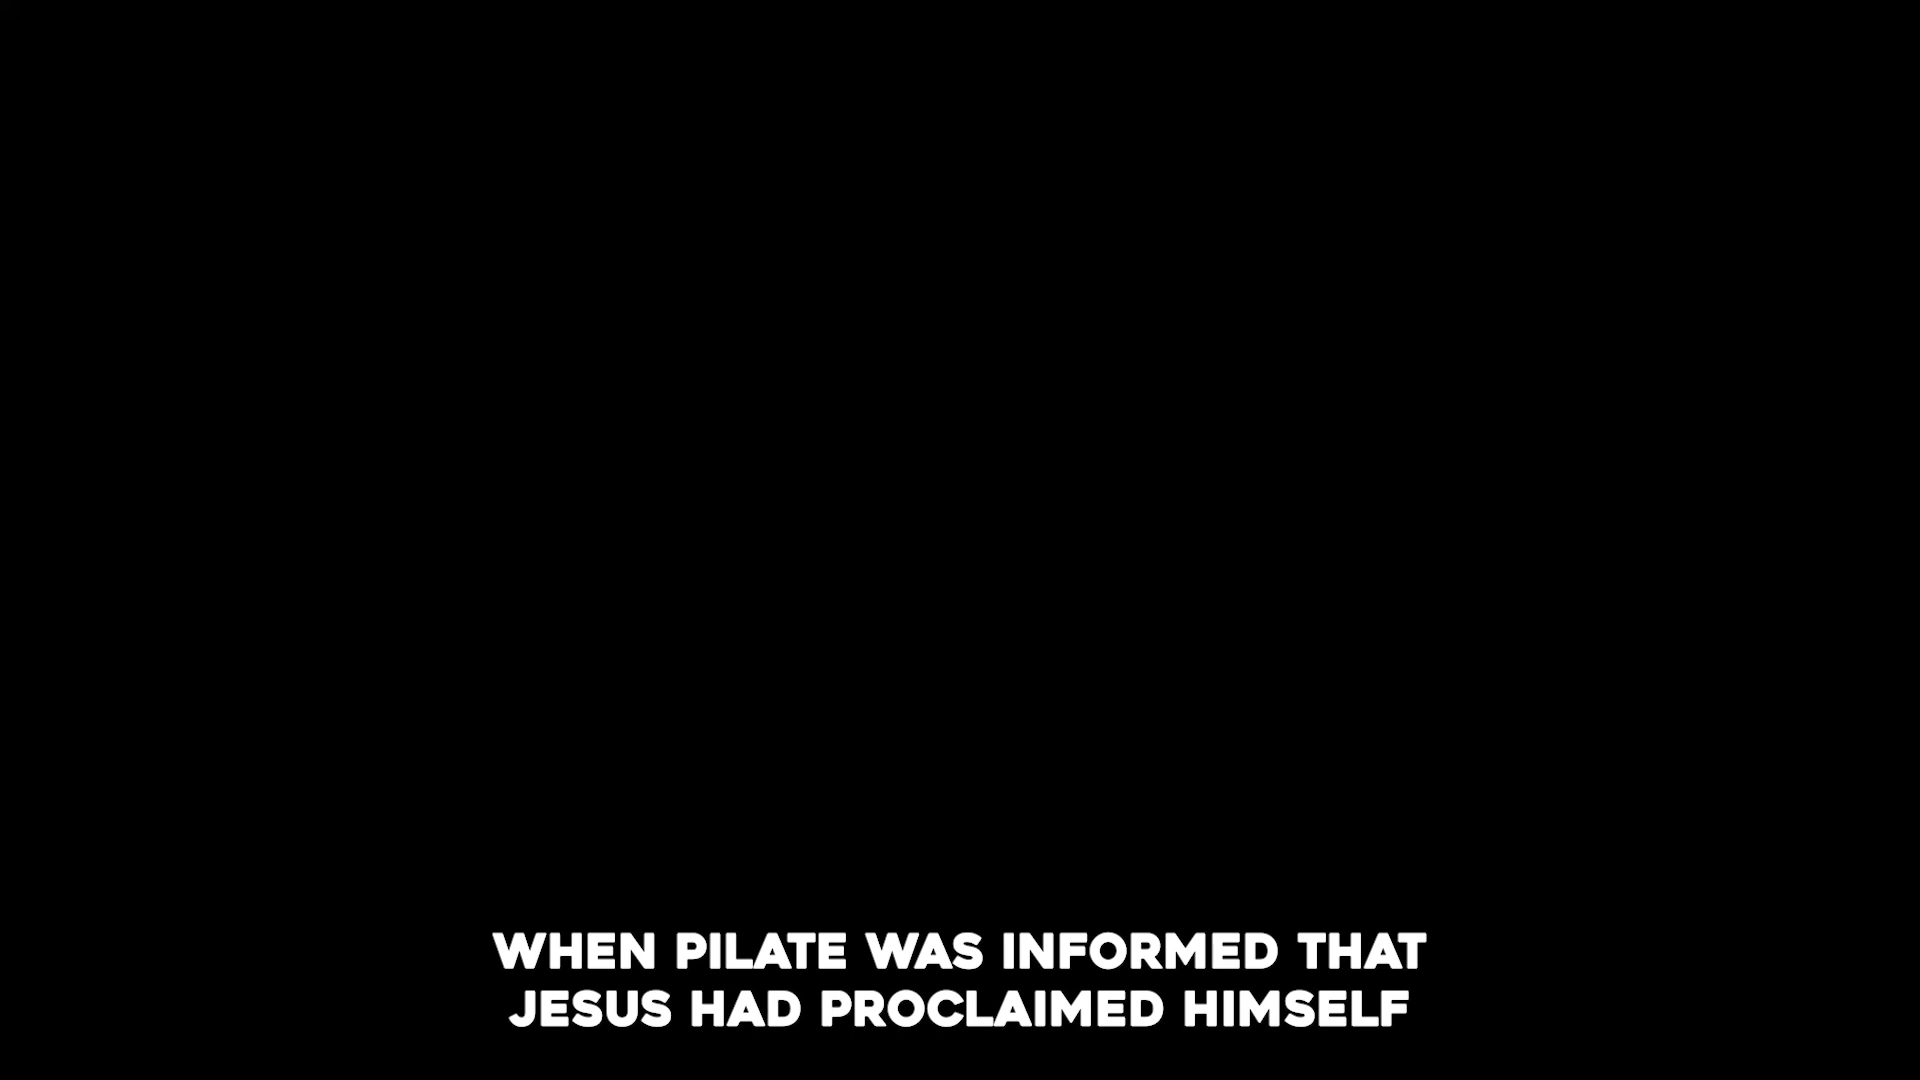 WHEN PILATE WAS INFORMED THAT
JESUS HAD PROCLAIMED HIMSELF